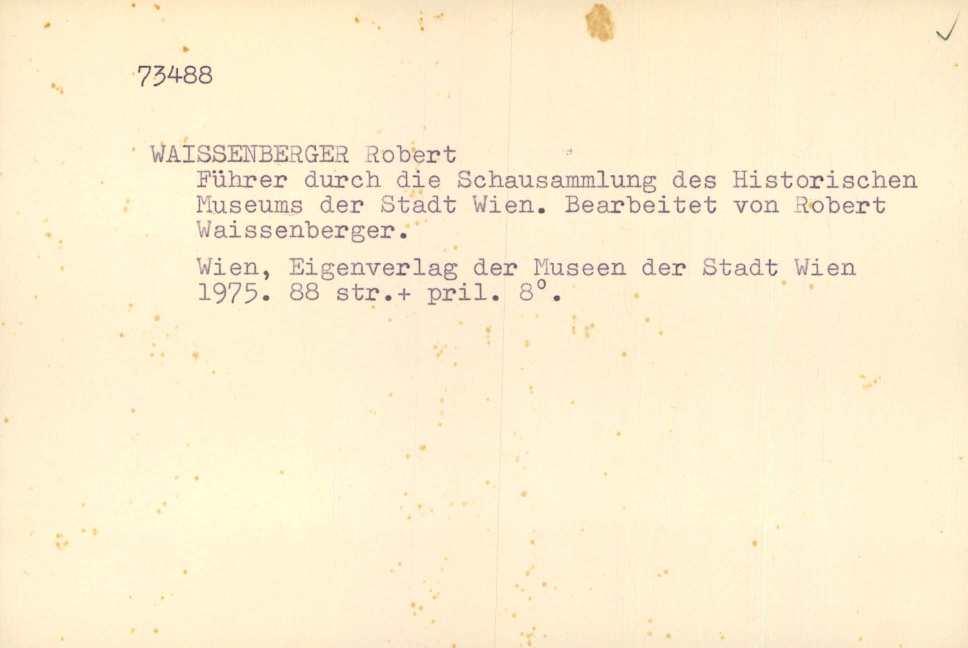 73488
WAISSENBERGER Robert
Führer durch die Schausammlung des Historischen
Museums der Stadt Wien. Bearbeitet von Robert
Waissenberger.
Wien, Eigenverlag der Museen der Stadt Wien
1975. 88 str.+ pril. 8°.